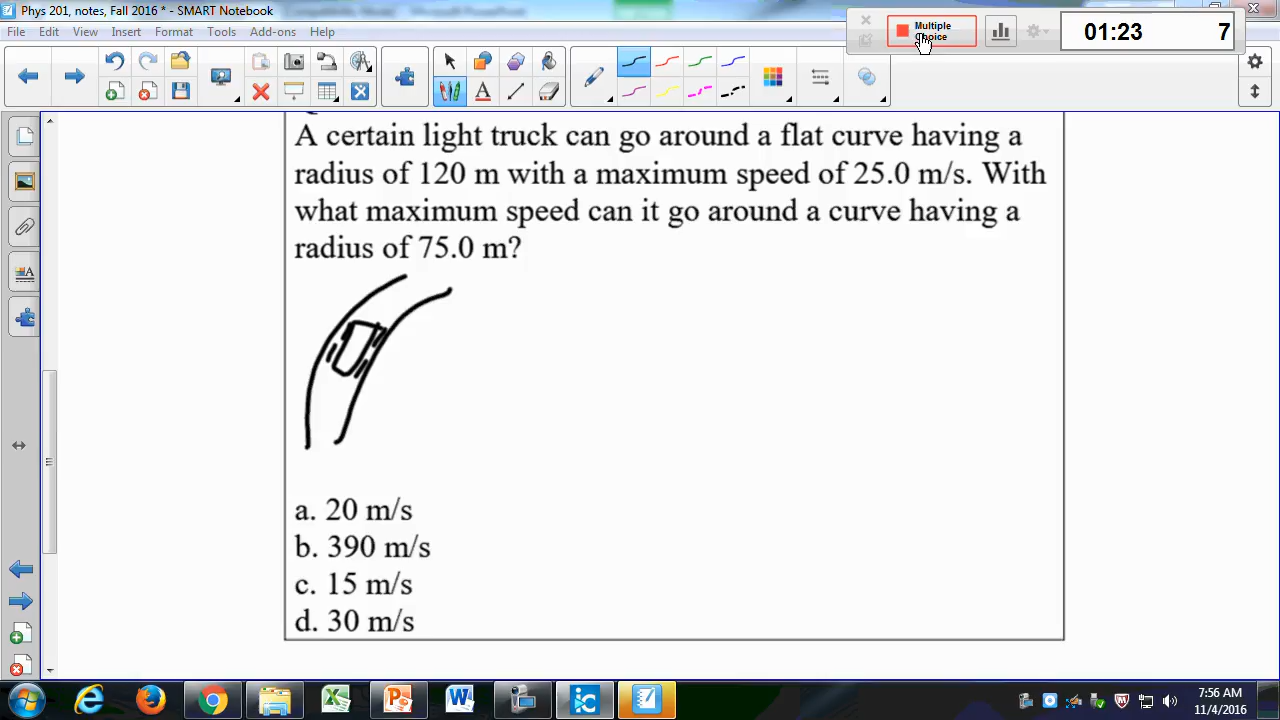 Phys 201, notes, Fall 2016 * - SMART Notebook
File Edit View Insert Format Tools Add-ons Help
Multiple
Choice
01:23 7
A certain light truck can go around a flat curve having a
radius of 120 m with a maximum speed of 25.0 m/s. With
what maximum speed can it go around a curve having a
radius of 75.0 m?
a. 20 m/s
b. 390 m/s
c. 15 m/s
d. 30 m/s
7:56 AM
11/4/2016